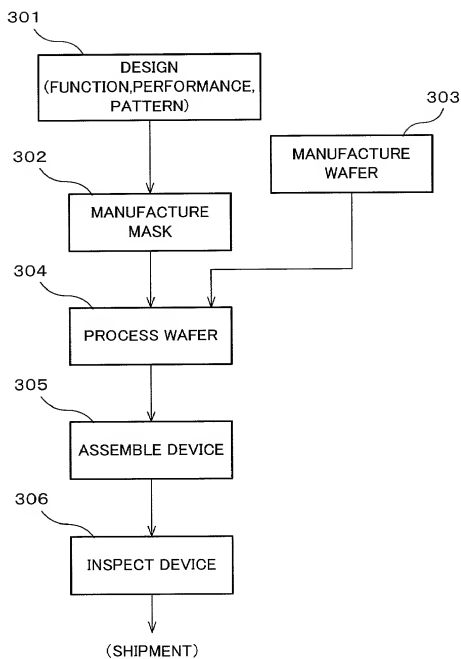 301
DESIGN
(FUNCTION,PERFORMANCE,
PATTERN)
303
MANUFACTURE
WAFER
302
MANUFACTURE
MASK
304
PROCESS WAFER
305
ASSEMBLE DEVICE
306
INSPECT DEVICE
(SHIPMENT)